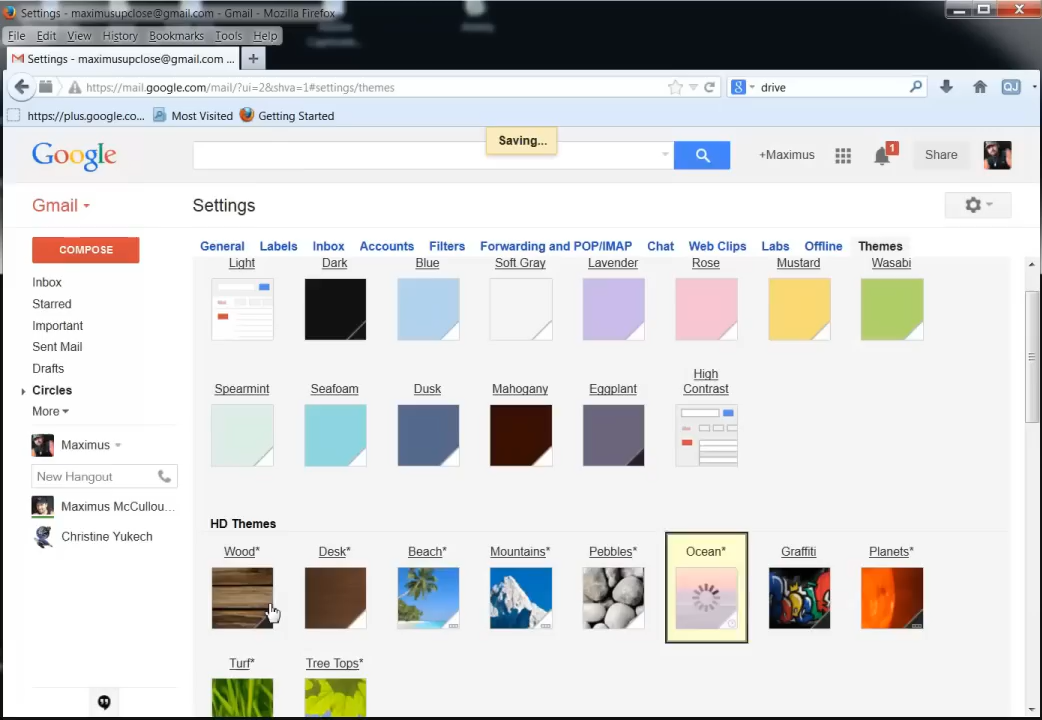 Settings - maximusupclose@gmail.com - Gmail - Mozilla Firefox
File Edit View History Bookmarks Tools Help
Settings - maximusupclose@gmail.com ... +
https://mail.google.com/mail/?ui=2&shva=1#settings/themes
drive
https://plus.google.co... Most Visited Getting Started
Saving...
Google +Maximus 1 Share
Gmail Settings
General Labels Inbox Accounts Filters Forwarding and POP/IMAP Chat Web Clips Labs Offline Themes
COMPOSE
Inbox
Starred
Important
Sent Mail
Drafts
Circles
More
Maximus
New Hangout
Maximus McCullou...
Christine Yukech
Light Dark Blue Soft Gray Lavender Rose Mustard Wasabi
Spearmint Seafoam Dusk Mahogany Eggplant High Contrast
HD Themes
Wood* Desk* Beach* Mountains* Pebbles* Ocean* Graffiti Planets*
Turf* Tree Tops*